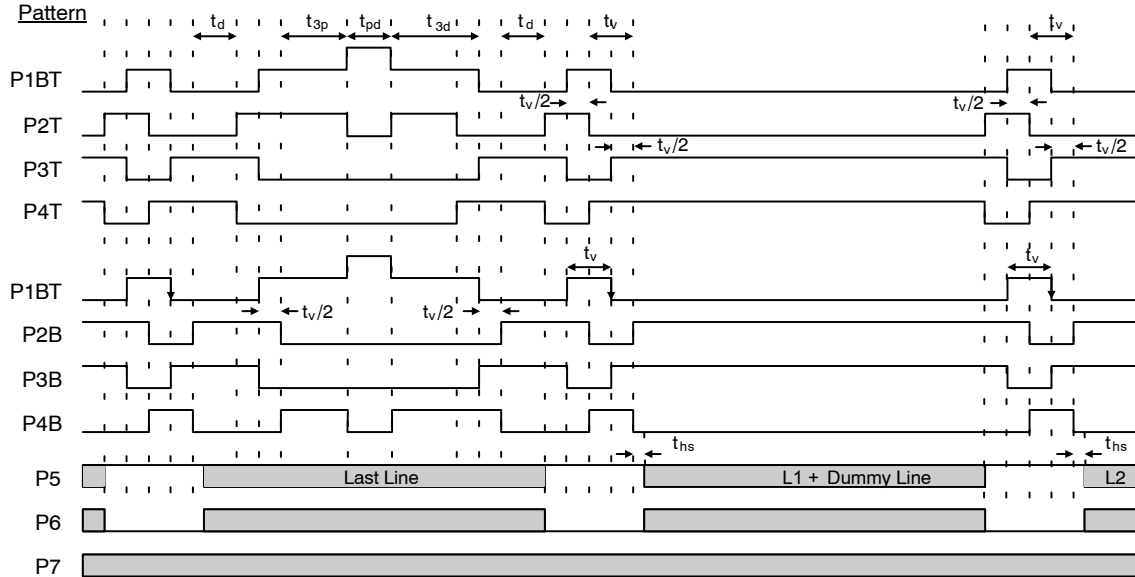 Pattern
td t3p tpd t3d td tv tv
P1BT
tv/2 tv/2
P2T
tv/2 tv/2
P3T
P4T
tv tv
P1BT
tv/2 tv/2
P2B
P3B
P4B
ths ths
P5 Last Line L1 + Dummy Line L2
P6
P7